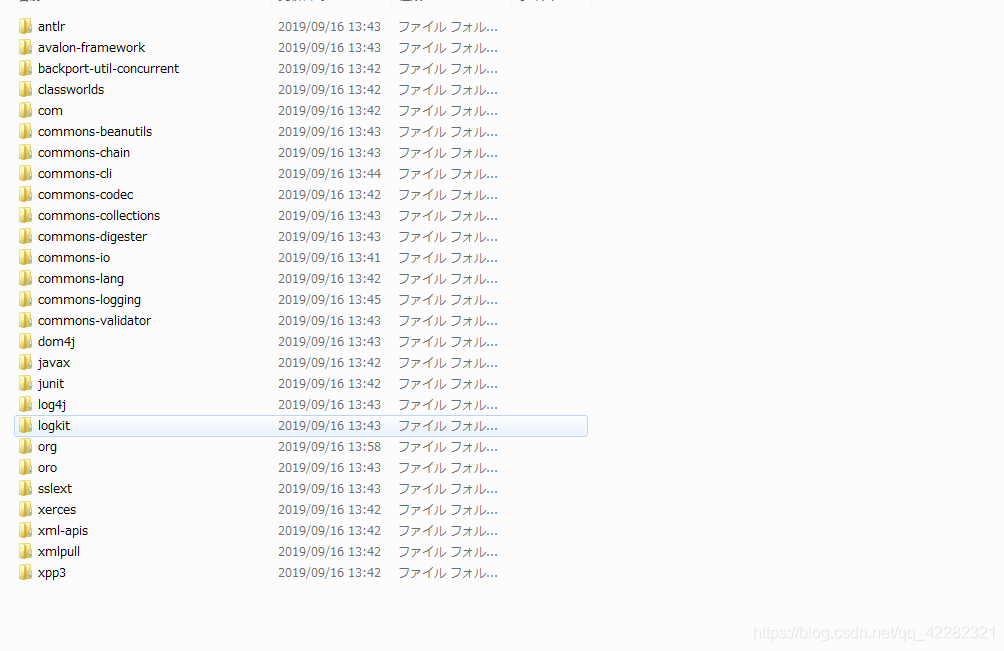 antlr 2019/09/16 13:43 ファイル フォル...
avalon-framework 2019/09/16 13:43 ファイル フォル...
backport-util-concurrent 2019/09/16 13:42 ファイル フォル...
classworlds 2019/09/16 13:42 ファイル フォル...
com 2019/09/16 13:42 ファイル フォル...
commons-beanutils 2019/09/16 13:43 ファイル フォル...
commons-chain 2019/09/16 13:43 ファイル フォル...
commons-cli 2019/09/16 13:44 ファイル フォル...
commons-codec 2019/09/16 13:42 ファイル フォル...
commons-collections 2019/09/16 13:43 ファイル フォル...
commons-digester 2019/09/16 13:43 ファイル フォル...
commons-io 2019/09/16 13:41 ファイル フォル...
commons-lang 2019/09/16 13:42 ファイル フォル...
commons-logging 2019/09/16 13:45 ファイル フォル...
commons-validator 2019/09/16 13:43 ファイル フォル...
dom4j 2019/09/16 13:43 ファイル フォル...
javax 2019/09/16 13:42 ファイル フォル...
junit 2019/09/16 13:42 ファイル フォル...
log4j 2019/09/16 13:43 ファイル フォル...
logkit 2019/09/16 13:43 ファイル フォル...
org 2019/09/16 13:58 ファイル フォル...
oro 2019/09/16 13:43 ファイル フォル...
sslext 2019/09/16 13:43 ファイル フォル...
xerces 2019/09/16 13:42 ファイル フォル...
xml-apis 2019/09/16 13:42 ファイル フォル...
xmlpull 2019/09/16 13:42 ファイル フォル...
xpp3 2019/09/16 13:42 ファイル フォル...
https://blog.csdn.net/qq_42282321